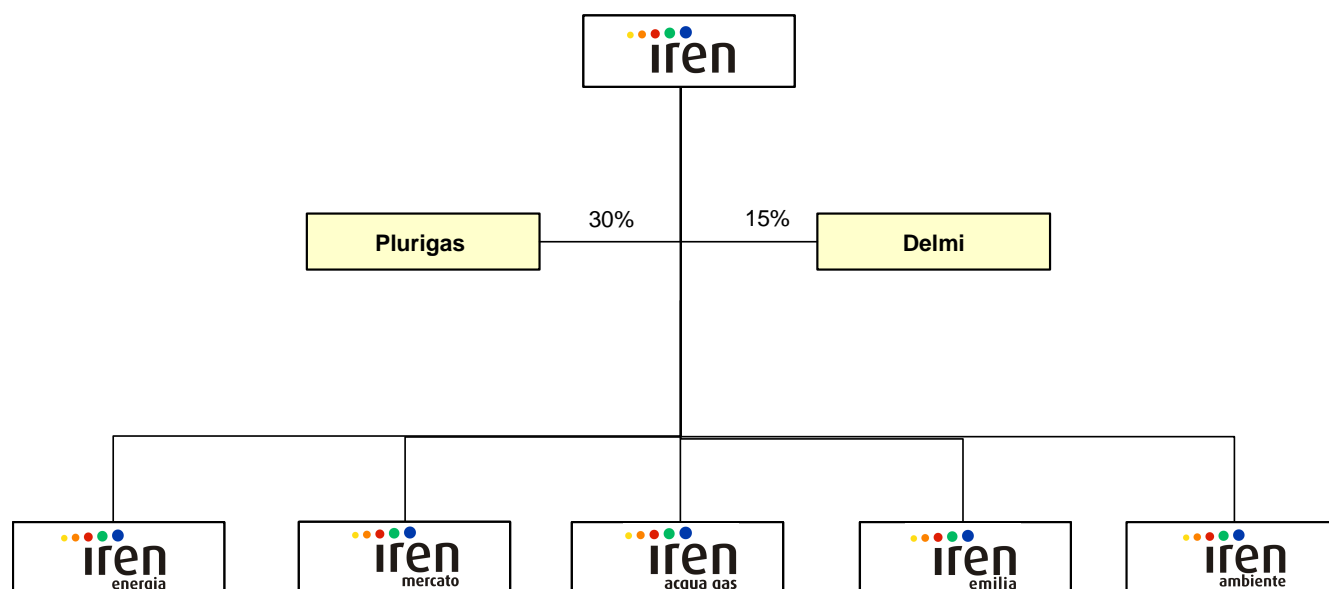 iren
30%
15%
Plurigas
Delmi
iren
energia
iren
mercato
iren
acqua gas
iren
emilia
iren
ambiente